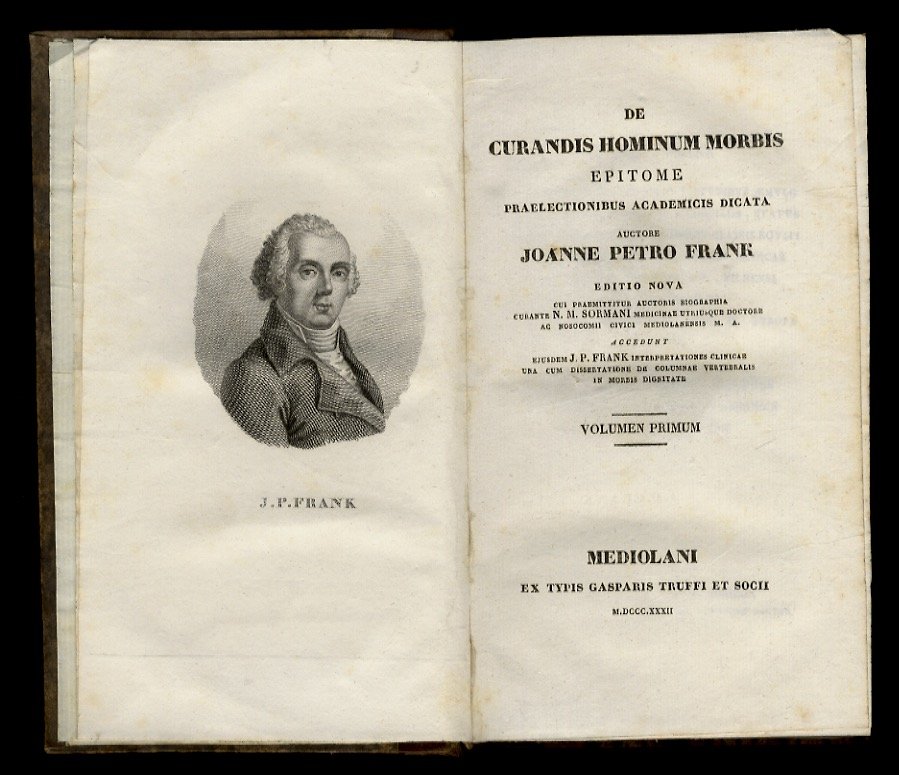 J.P.FRANK
DE
CURANDIS HOMINUM MORBIS
EPITOME
PRAELECTIONIBUS ACADEMICIS DICATA
AUCTORE
JOANNE PETRO FRANK
EDITIO NOVA
CUI PRAEMITTITUR AUCTORIS BIOGRAPHIA
CURANTE N. M. SORMANI MEDICINAE UTRIUSQUE DOCTORE
AC NOSOCOMII CIVICI MEDIOLANENSIS M. A.
ACCEDUNT
EJUSDEM J. P. FRANK INTERPRETATIONES CLINICAE
UNA CUM DISSERTATIONE DE COLUMNAE VERTEBRALIS
IN MORBIS DIGNITATE
VOLUMEN PRIMUM
MEDIOLANI
EX TYPIS GASPARIS TRUFFI ET SOCII
M.DCCC.XXXII